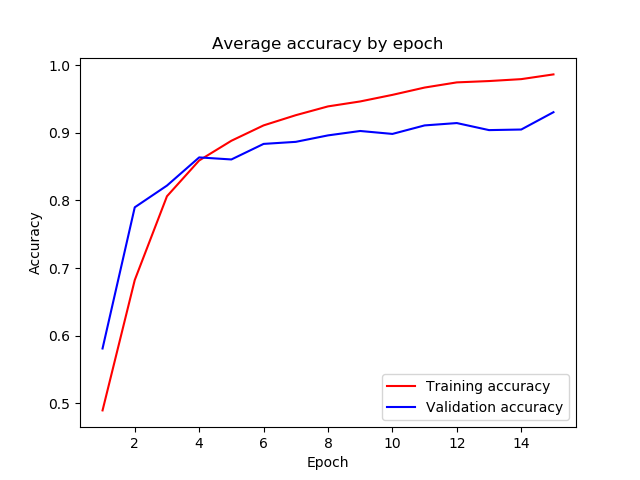 Average accuracy by epoch
1.0
0.9
0.8
0.7
0.6
0.5
Accuracy
2 4 6 8 10 12 14
Epoch
Training accuracy
Validation accuracy